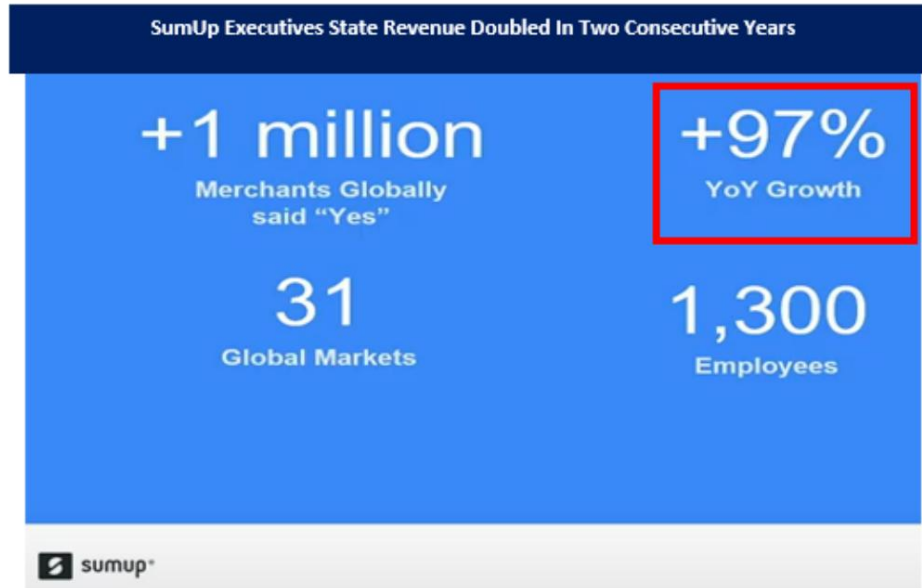 SumUp Executives State Revenue Doubled In Two Consecutive Years
+1 million
Merchants Globally
said “Yes”
+97%
YoY Growth
31
Global Markets
1,300
Employees
sumup®